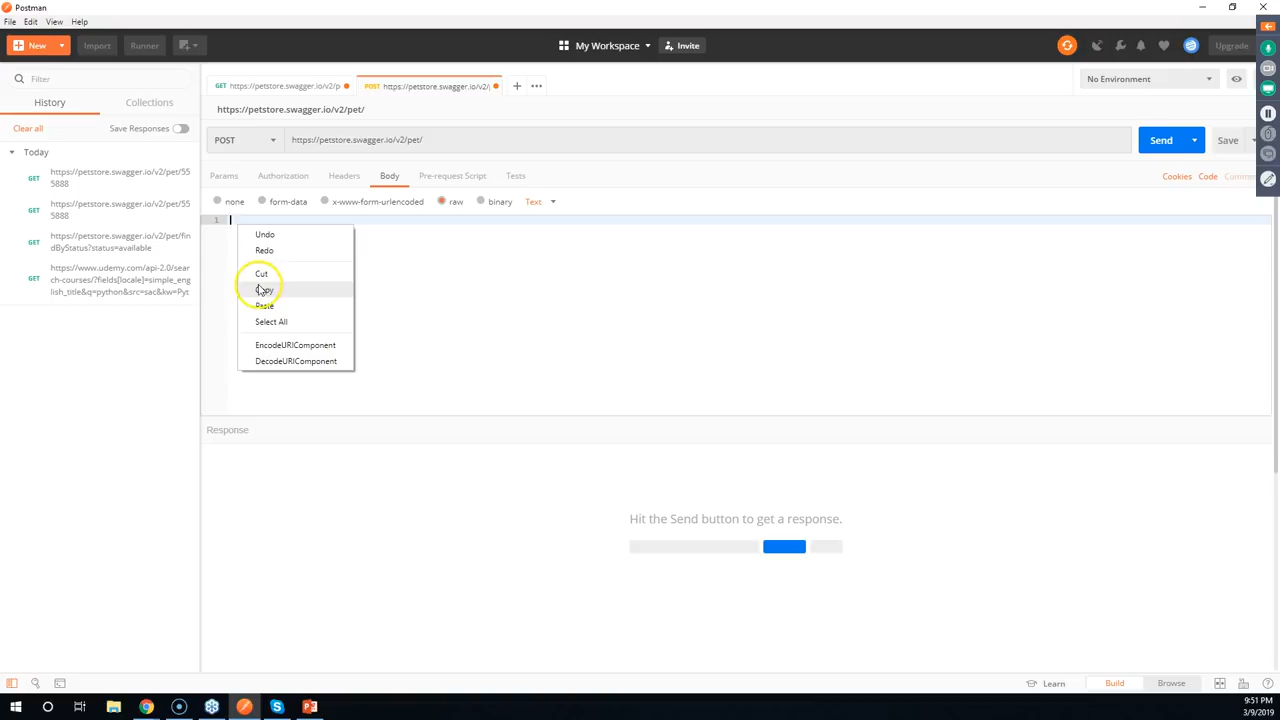 Postman
File Edit View Help
New Import Runner My Workspace Invite Upgrade
Filter
History Collections
Clear all Save Responses
Today
GET https://petstore.swagger.io/v2/pet/55
5888
GET https://petstore.swagger.io/v2/pet/55
5888
GET https://petstore.swagger.io/v2/pet/fin
dByStatus?status=available
GET https://www.udemy.com/api-2.0/sear
ch-courses/?fields[locale]=simple_engl
ish_title&q=python&src=sac&kw=Pyt
GET https://petstore.swagger.io/v2/p POST https://petstore.swagger.io/v2/ No Environment
https://petstore.swagger.io/v2/pet/
POST https://petstore.swagger.io/v2/pet/ Send Save
Params Authorization Headers Body Pre-request Script Tests Cookies Code
none form-data x-www-form-urlencoded raw binary Text
1
Undo
Redo
Cut
Copy
Paste
Select All
EncodeURIComponent
DecodeURIComponent
Response
Hit the Send button to get a response.
Learn Build Browse
9:51 PM
3/9/2019